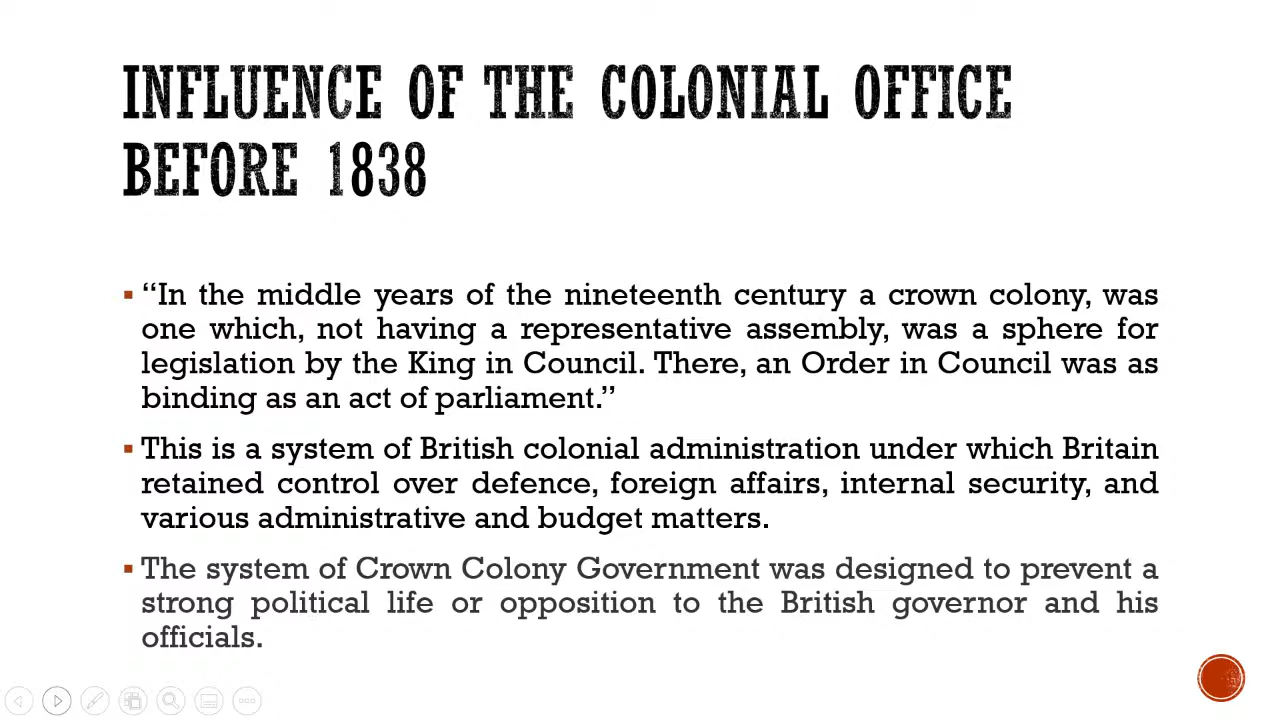 INFLUENCE OF THE COLONIAL OFFICE
BEFORE 1838
▪ “In the middle years of the nineteenth century a crown colony, was
one which, not having a representative assembly, was a sphere for
legislation by the King in Council. There, an Order in Council was as
binding as an act of parliament.”
▪ This is a system of British colonial administration under which Britain
retained control over defence, foreign affairs, internal security, and
various administrative and budget matters.
▪ The system of Crown Colony Government was designed to prevent a
strong political life or opposition to the British governor and his
officials.